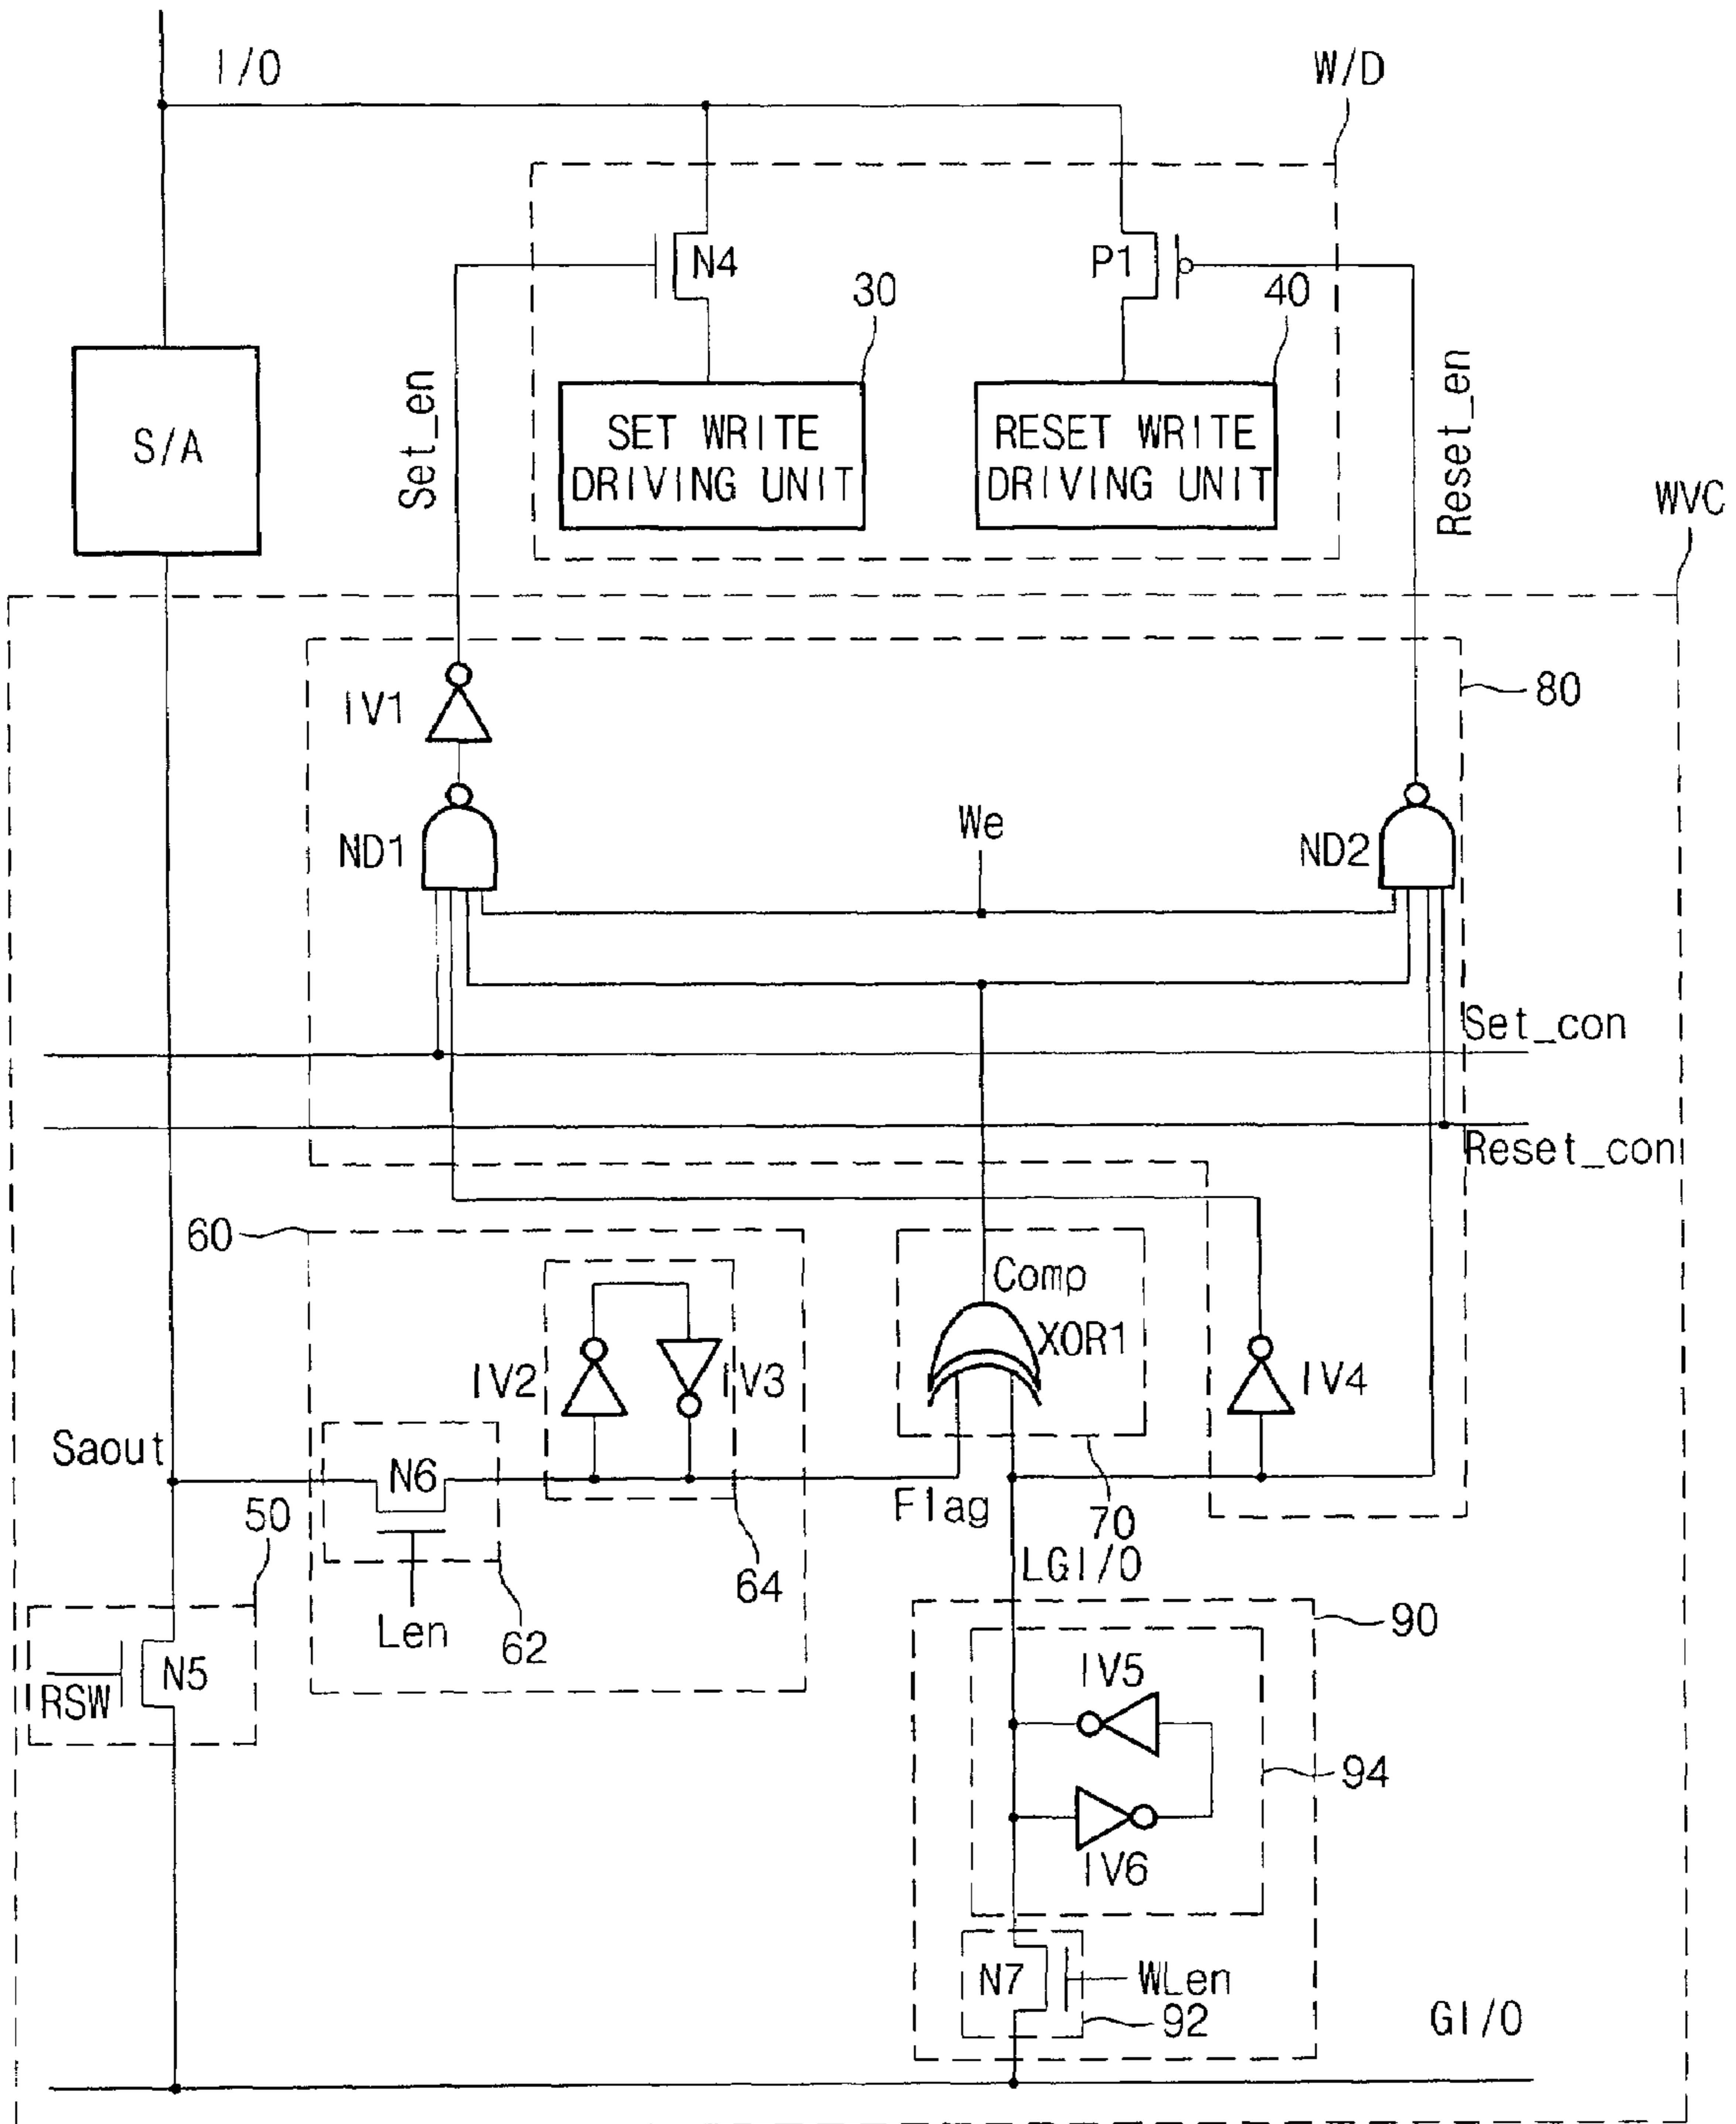 I/O
W/D
N4
P1
30
40
S/A
Set_en
SET WRITE
DRIVING UNIT
RESET WRITE
DRIVING UNIT
Reset_en
WVC
IV1
80
ND1
We
ND2
Set_con
Reset_con
60
Comp
XOR1
IV2
IV3
IV4
Saout
N6
Flag
50
70
64
LGI/O
Len
62
90
RSW
N5
IV5
94
IV6
N7
WLen
92
GI/O